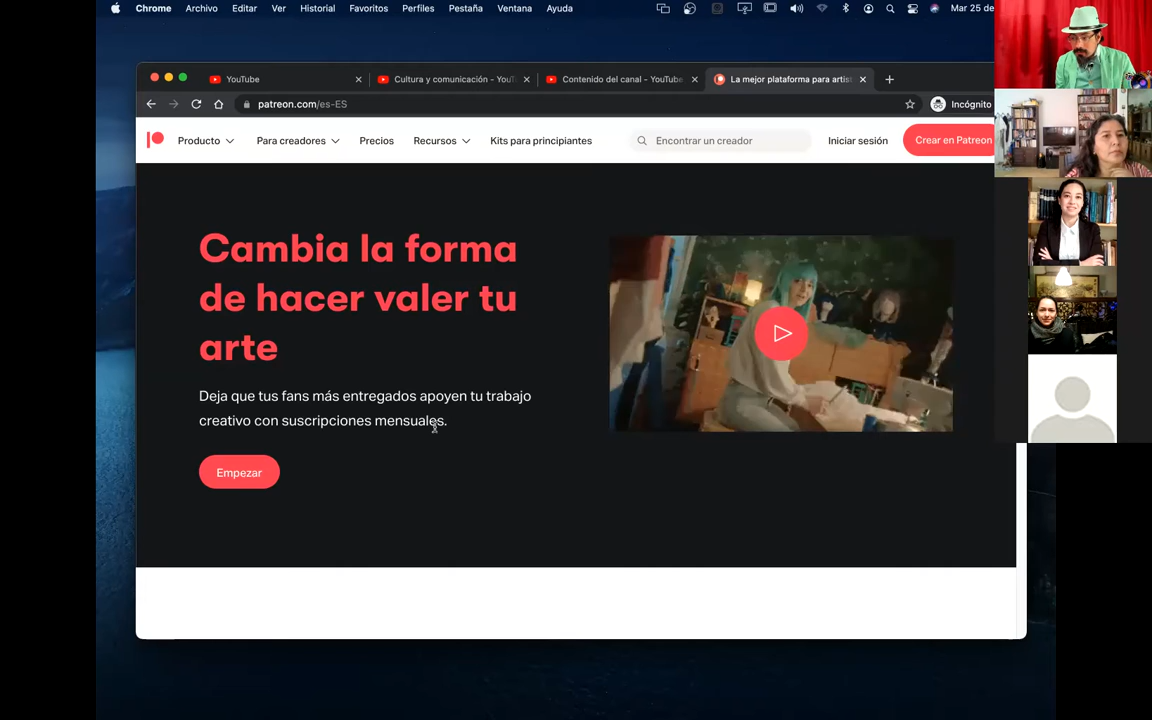 Chrome Archivo Editar Ver Historial Favoritos Perfiles Pestaña Ventana Ayuda Mar 25 de
YouTube Cultura y comunicación - YouT Contenido del canal - YouTube La mejor plataforma para artist
patreon.com/es-ES Incógnito
Producto Para creadores Precios Recursos Kits para principiantes Encontrar un creador Iniciar sesión Crear en Patreon
Cambia la forma
de hacer valer tu
arte
Deja que tus fans más entregados apoyen tu trabajo
creativo con suscripciones mensuales.
Empezar